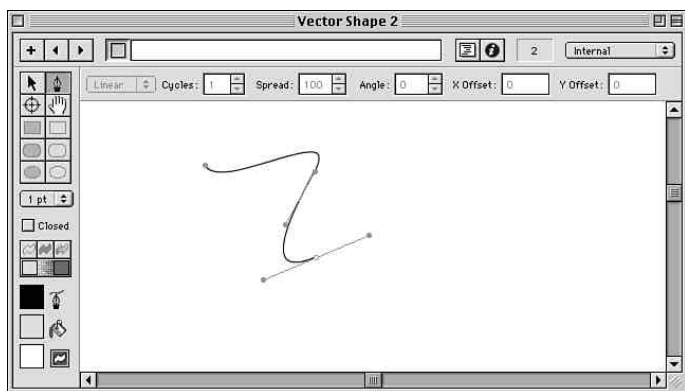 Vector Shape 2
2 Internal
Linear Cycles: 1 Spread: 100 Angle: 0 X Offset: 0 Y Offset: 0
1 pt
Closed